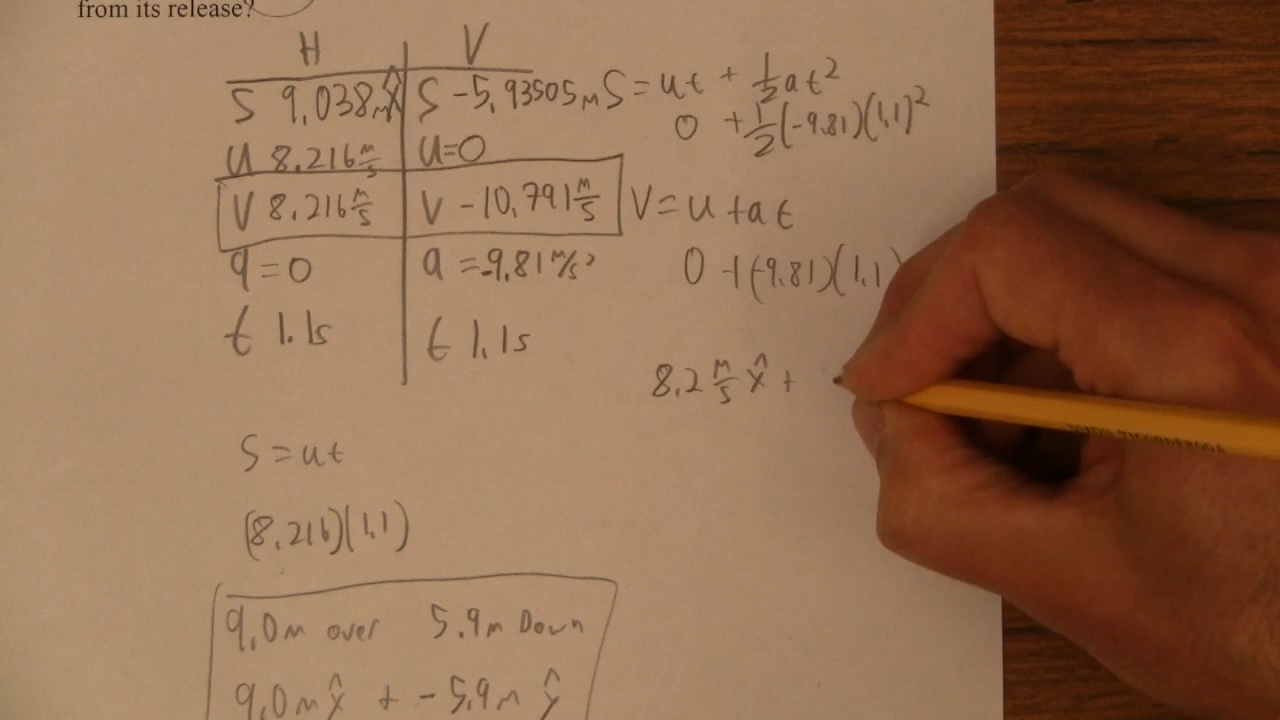 from its release?
H V
S 9.038m x̂ S -5.93505m S = ut + ½at²
0 + ½(-9.81)(1.1)²
u 8.216 m/s u=0
V 8.216 m/s V -10.791 m/s V = u + at
a = 0 a = -9.81 m/s² 0 + (-9.81)(1.1)
t 1.1s t 1.1s
8.2 m/s x̂ +
S = ut
(8.216)(1.1)
9.0m over 5.9m Down
9.0m x̂ + -5.9m ŷ